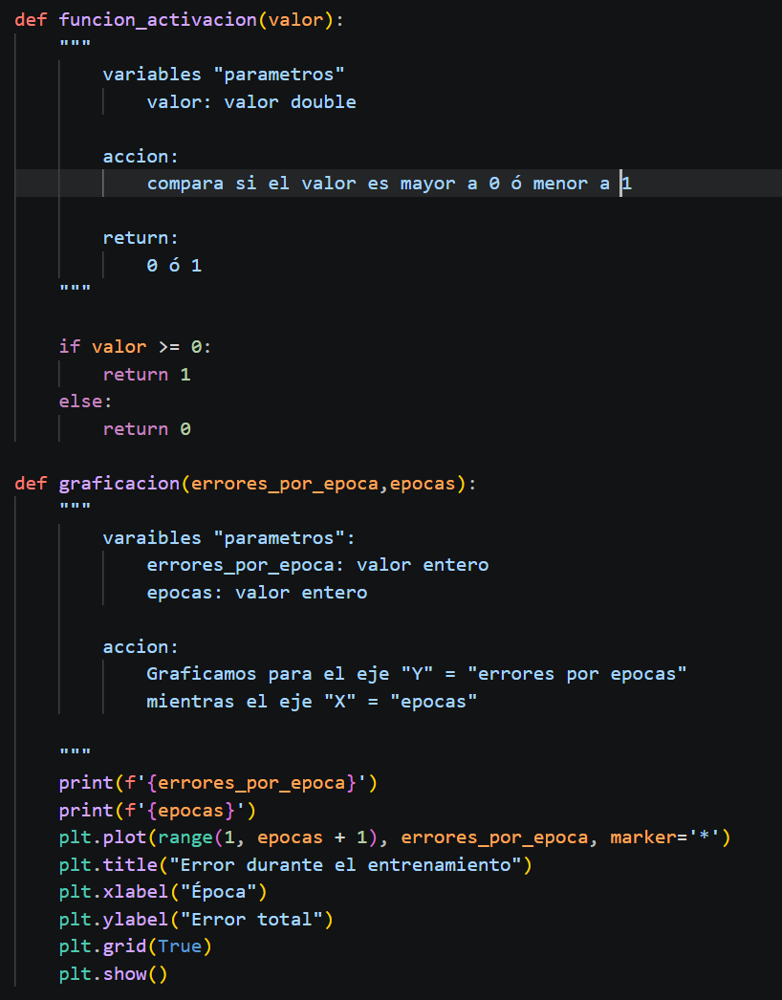 def funcion_activacion(valor):
    """
        variables "parametros"
            valor: valor double

        accion:
            compara si el valor es mayor a 0 ó menor a 1

        return:
            0 ó 1
    """

    if valor >= 0:
        return 1
    else:
        return 0

def graficacion(errores_por_epoca,epocas):
    """
        varaibles "parametros":
            errores_por_epoca: valor entero
            epocas: valor entero

        accion:
            Graficamos para el eje "Y" = "errores por epocas"
            mientras el eje "X" = "epocas"

    """
    print(f'{errores_por_epoca}')
    print(f'{epocas}')
    plt.plot(range(1, epocas + 1), errores_por_epoca, marker='*')
    plt.title("Error durante el entrenamiento")
    plt.xlabel("Época")
    plt.ylabel("Error total")
    plt.grid(True)
    plt.show()